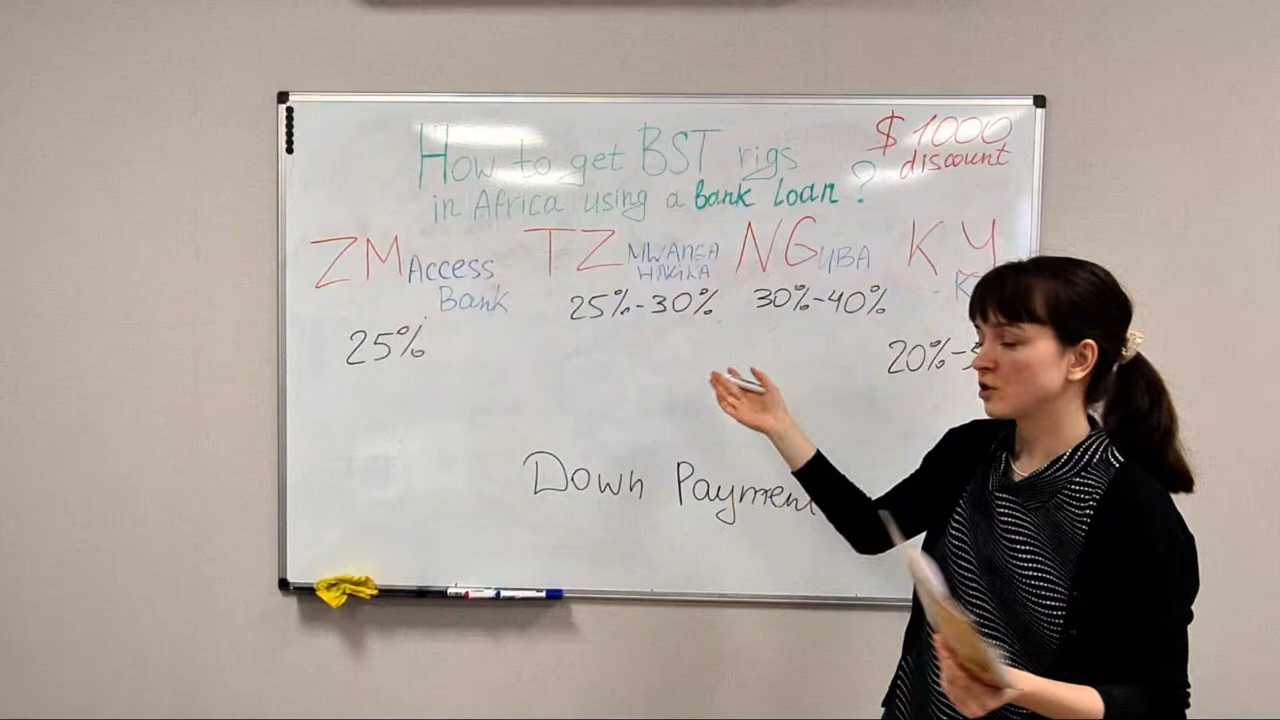 How to get BST rigs
in Africa using a Bank Loan?
$1000
discount
ZM Access
Bank
25%
TZ MWANGA
HAKIKA
25%-30%
NG UBA
30%-40%
KY
K
20%-
Down Payment